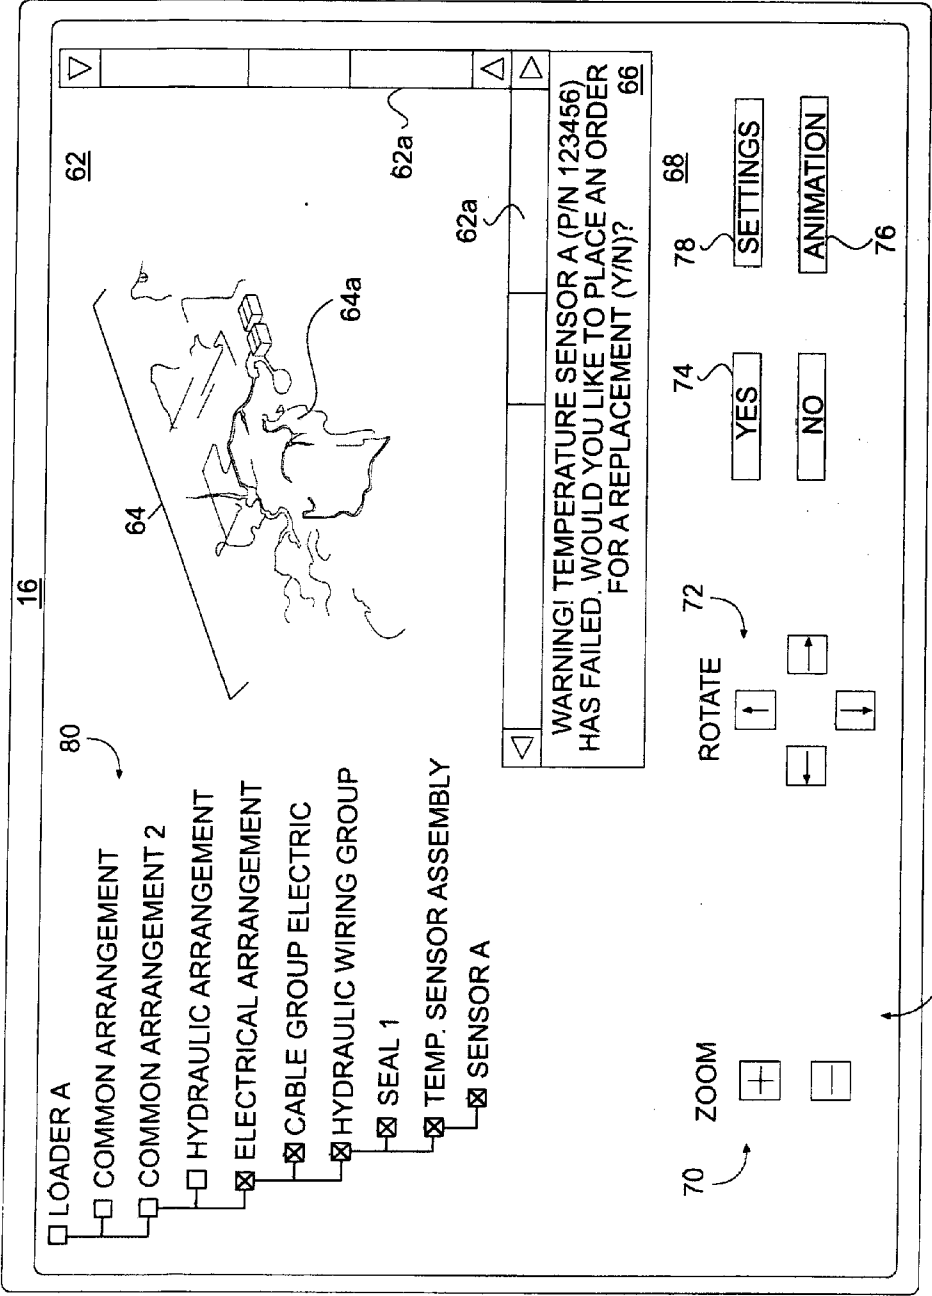 16
80
LOADER A
COMMON ARRANGEMENT
COMMON ARRANGEMENT 2
HYDRAULIC ARRANGEMENT
ELECTRICAL ARRANGEMENT
CABLE GROUP ELECTRIC
HYDRAULIC WIRING GROUP
SEAL 1
TEMP. SENSOR ASSEMBLY
SENSOR A
64
64a
62
62a
62a
WARNING! TEMPERATURE SENSOR A (P/N 123456)
HAS FAILED. WOULD YOU LIKE TO PLACE AN ORDER
FOR A REPLACEMENT (Y/N)?
66
68
70
ZOOM
+
−
ROTATE
72
74
YES
NO
78
SETTINGS
ANIMATION
76